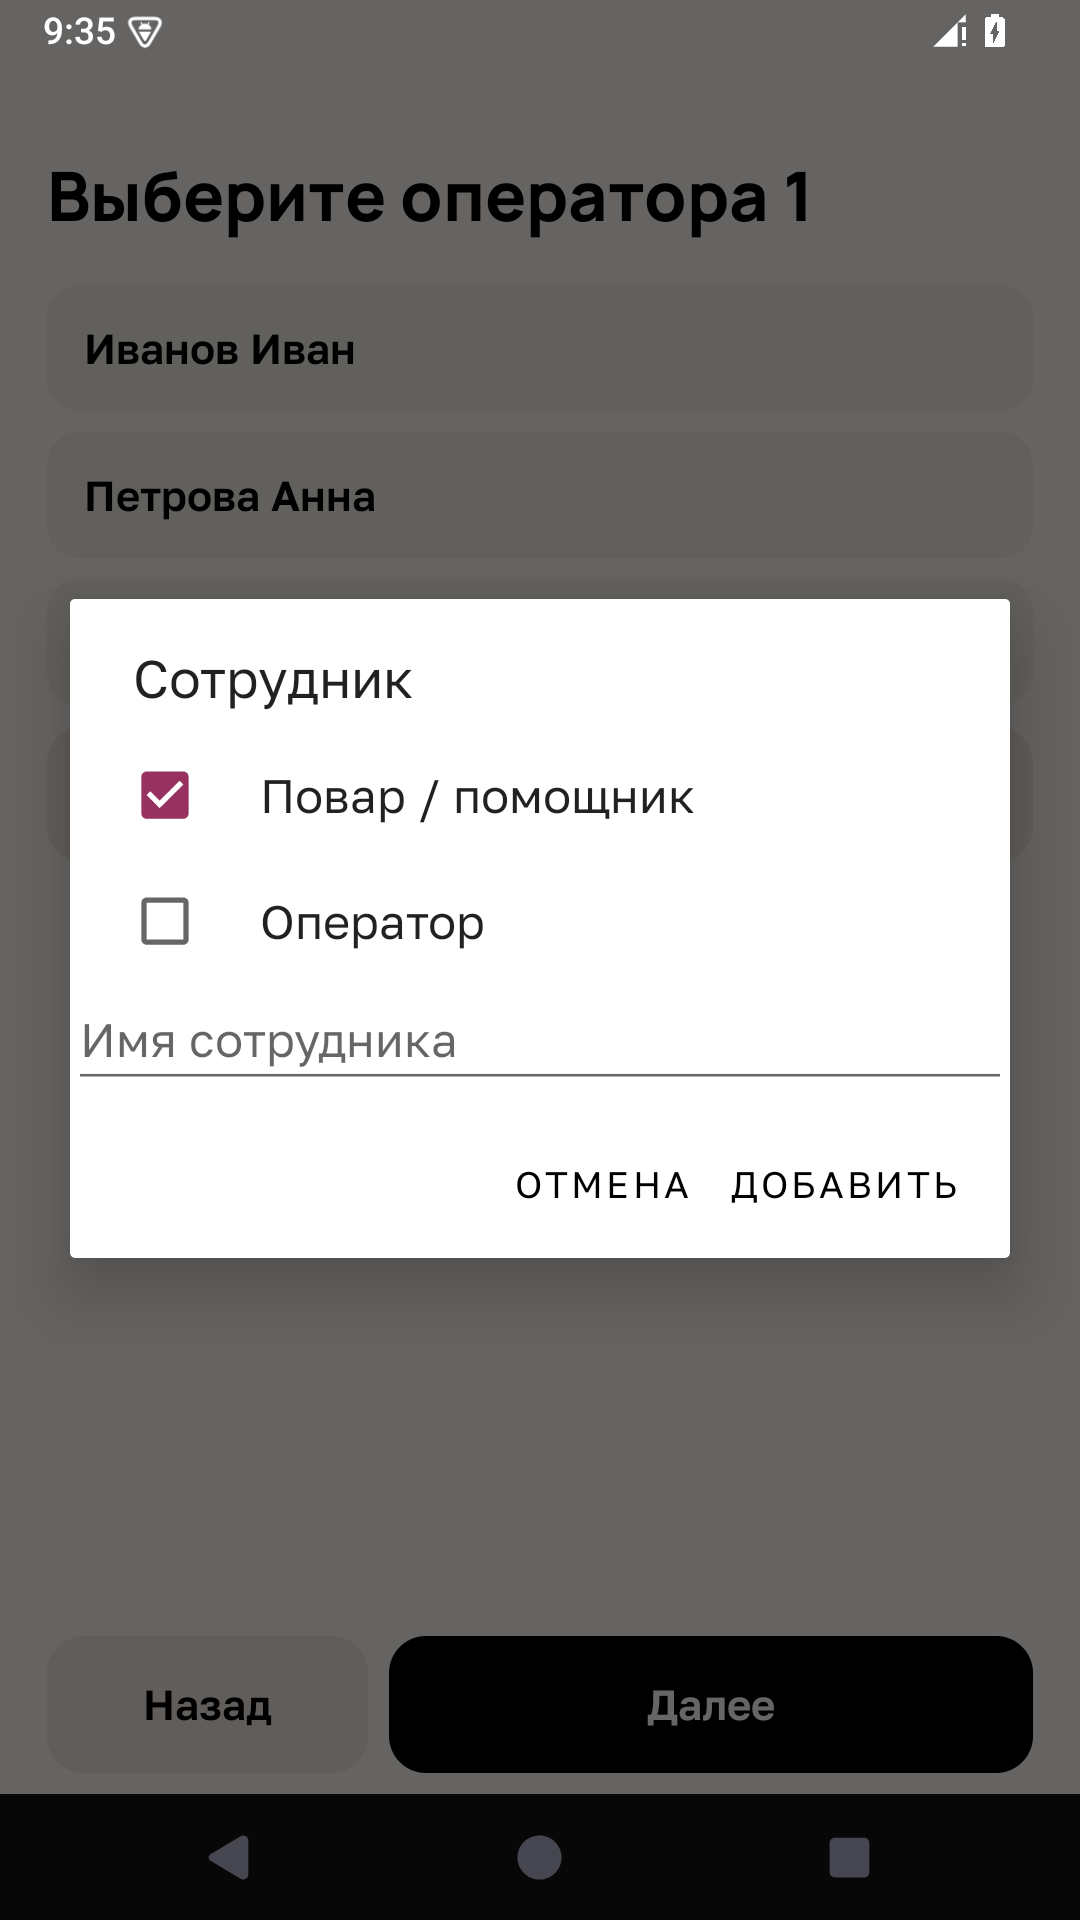 9:35
Выберите оператора 1
Иванов Иван
Петрова Анна
Сотрудник
Повар / помощник
Оператор
Имя сотрудника
ОТМЕНА ДОБАВИТЬ
Назад Далее